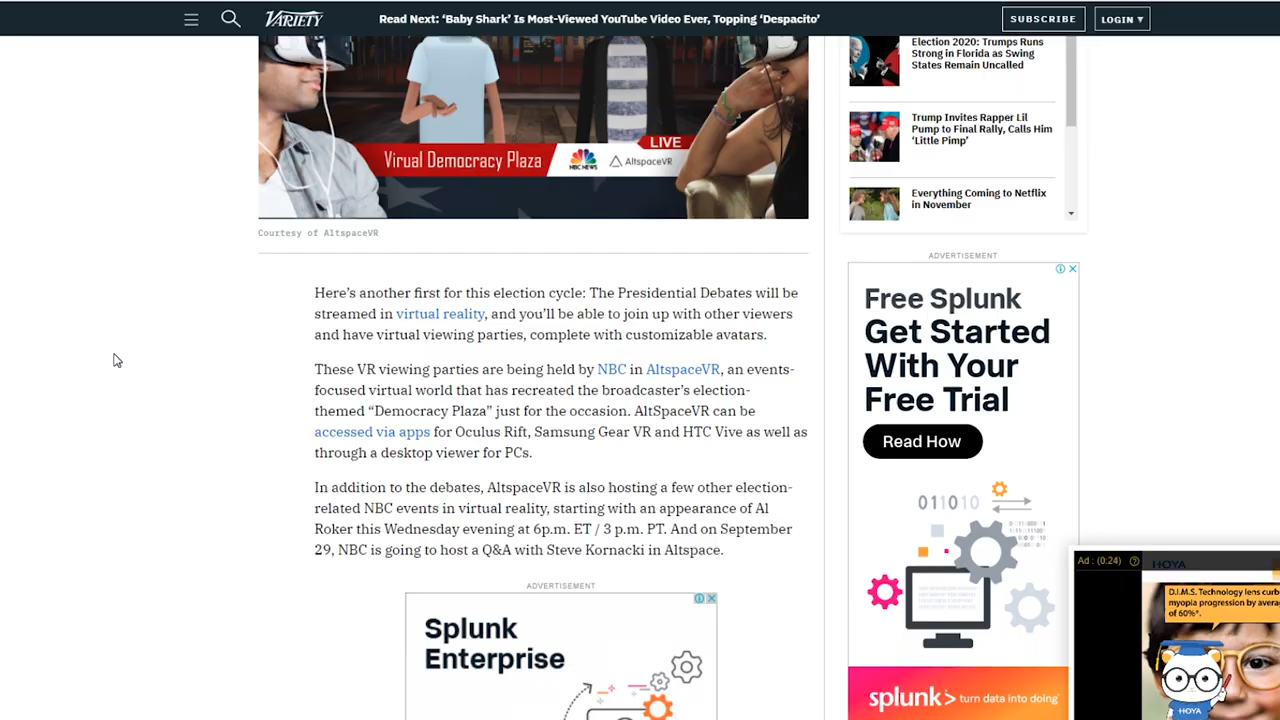 VARIETY
Read Next: ‘Baby Shark’ Is Most-Viewed YouTube Video Ever, Topping ‘Despacito’
SUBSCRIBE
LOGIN ▾
LIVE
Virual Democracy Plaza
NBC NEWS
AltspaceVR
Courtesy of AltspaceVR
Here’s another first for this election cycle: The Presidential Debates will be
streamed in virtual reality, and you’ll be able to join up with other viewers
and have virtual viewing parties, complete with customizable avatars.
These VR viewing parties are being held by NBC in AltspaceVR, an events-
focused virtual world that has recreated the broadcaster’s election-
themed “Democracy Plaza” just for the occasion. AltSpaceVR can be
accessed via apps for Oculus Rift, Samsung Gear VR and HTC Vive as well as
through a desktop viewer for PCs.
In addition to the debates, AltspaceVR is also hosting a few other election-
related NBC events in virtual reality, starting with an appearance of Al
Roker this Wednesday evening at 6p.m. ET / 3 p.m. PT. And on September
29, NBC is going to host a Q&A with Steve Kornacki in Altspace.
ADVERTISEMENT
Splunk
Enterprise
Election 2020: Trumps Runs
Strong in Florida as Swing
States Remain Uncalled
Trump Invites Rapper Lil
Pump to Final Rally, Calls Him
‘Little Pimp’
Everything Coming to Netflix
in November
ADVERTISEMENT
Free Splunk
Get Started
With Your
Free Trial
Read How
011010
splunk> turn data into doing
Ad : (0:24)
HOYA
D.I.M.S. Technology lens curb
myopia progression by avera
of 60%*.
HOYA